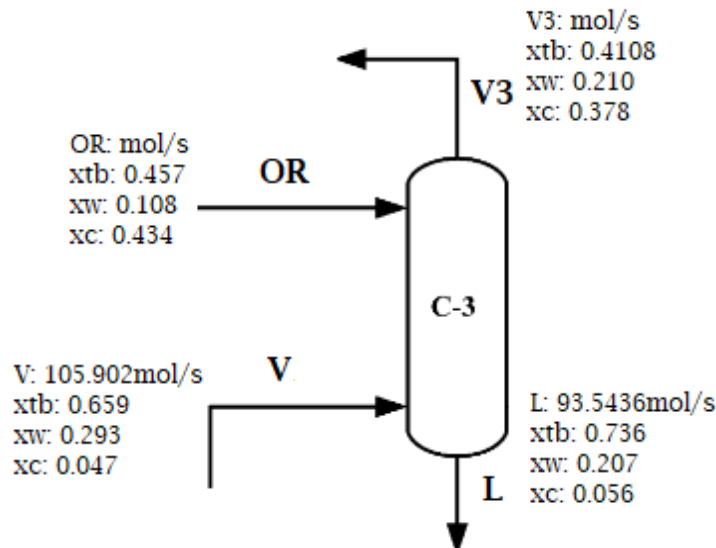 V3: mol/s
xtb: 0.4108
xw: 0.210
xc: 0.378
V3
OR: mol/s
xtb: 0.457
xw: 0.108
xc: 0.434
OR
C-3
V: 105.902mol/s
xtb: 0.659
xw: 0.293
xc: 0.047
V
L: 93.5436mol/s
xtb: 0.736
xw: 0.207
xc: 0.056
L